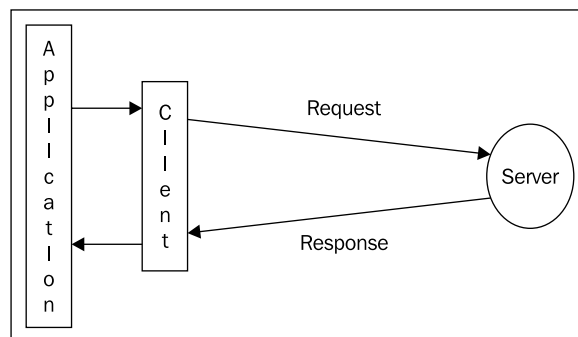 Application
Client
Request
Server
Response